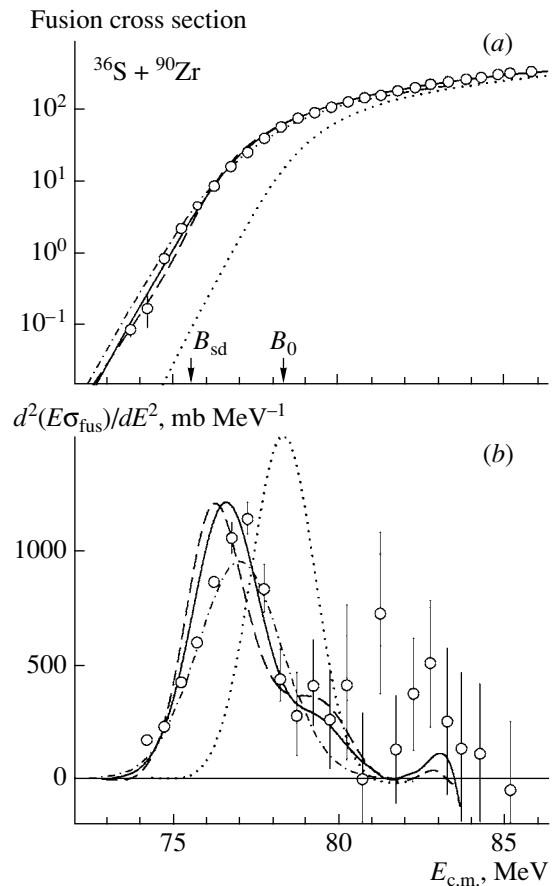 Fusion cross section
(a)
³⁶S + ⁹⁰Zr
10²
10¹
10⁰
10⁻¹
B_sd
B₀
d²(Eσ_fus)/dE², mb MeV⁻¹
(b)
1000
500
0
75
80
85
E_c.m., MeV